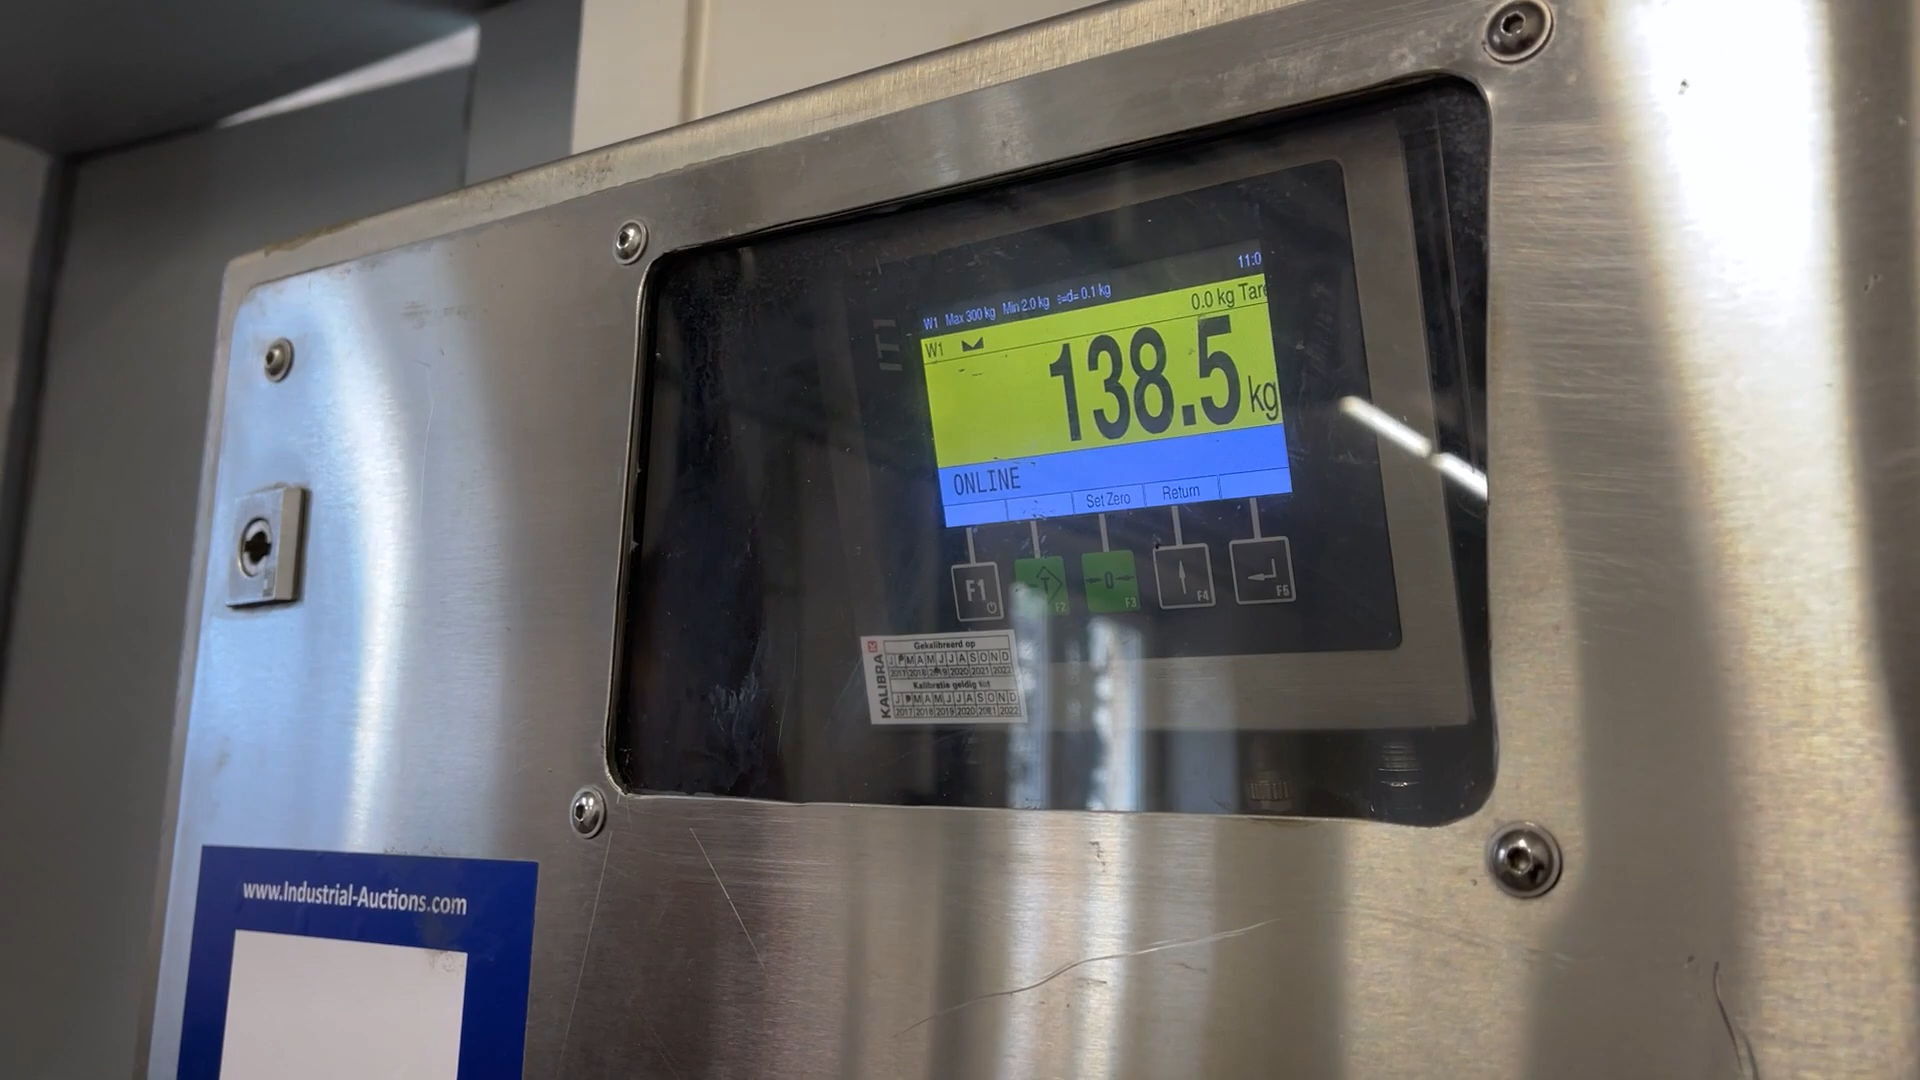 11:0
W1 Max 300 kg Min 2.0 kg e=d= 0.1 kg
0.0 kg Tare
W1
138.5 kg
ONLINE
Set Zero Return
IT1
F1 T F2 0 F3 F4 F5
KALIBRA
Gekalibreerd op
J F M A M J J A S O N D
2017 2018 2019 2020 2021 2022
Kalibratie geldig tot
J F M A M J J A S O N D
2017 2018 2019 2020 2021 2022
www.Industrial-Auctions.com